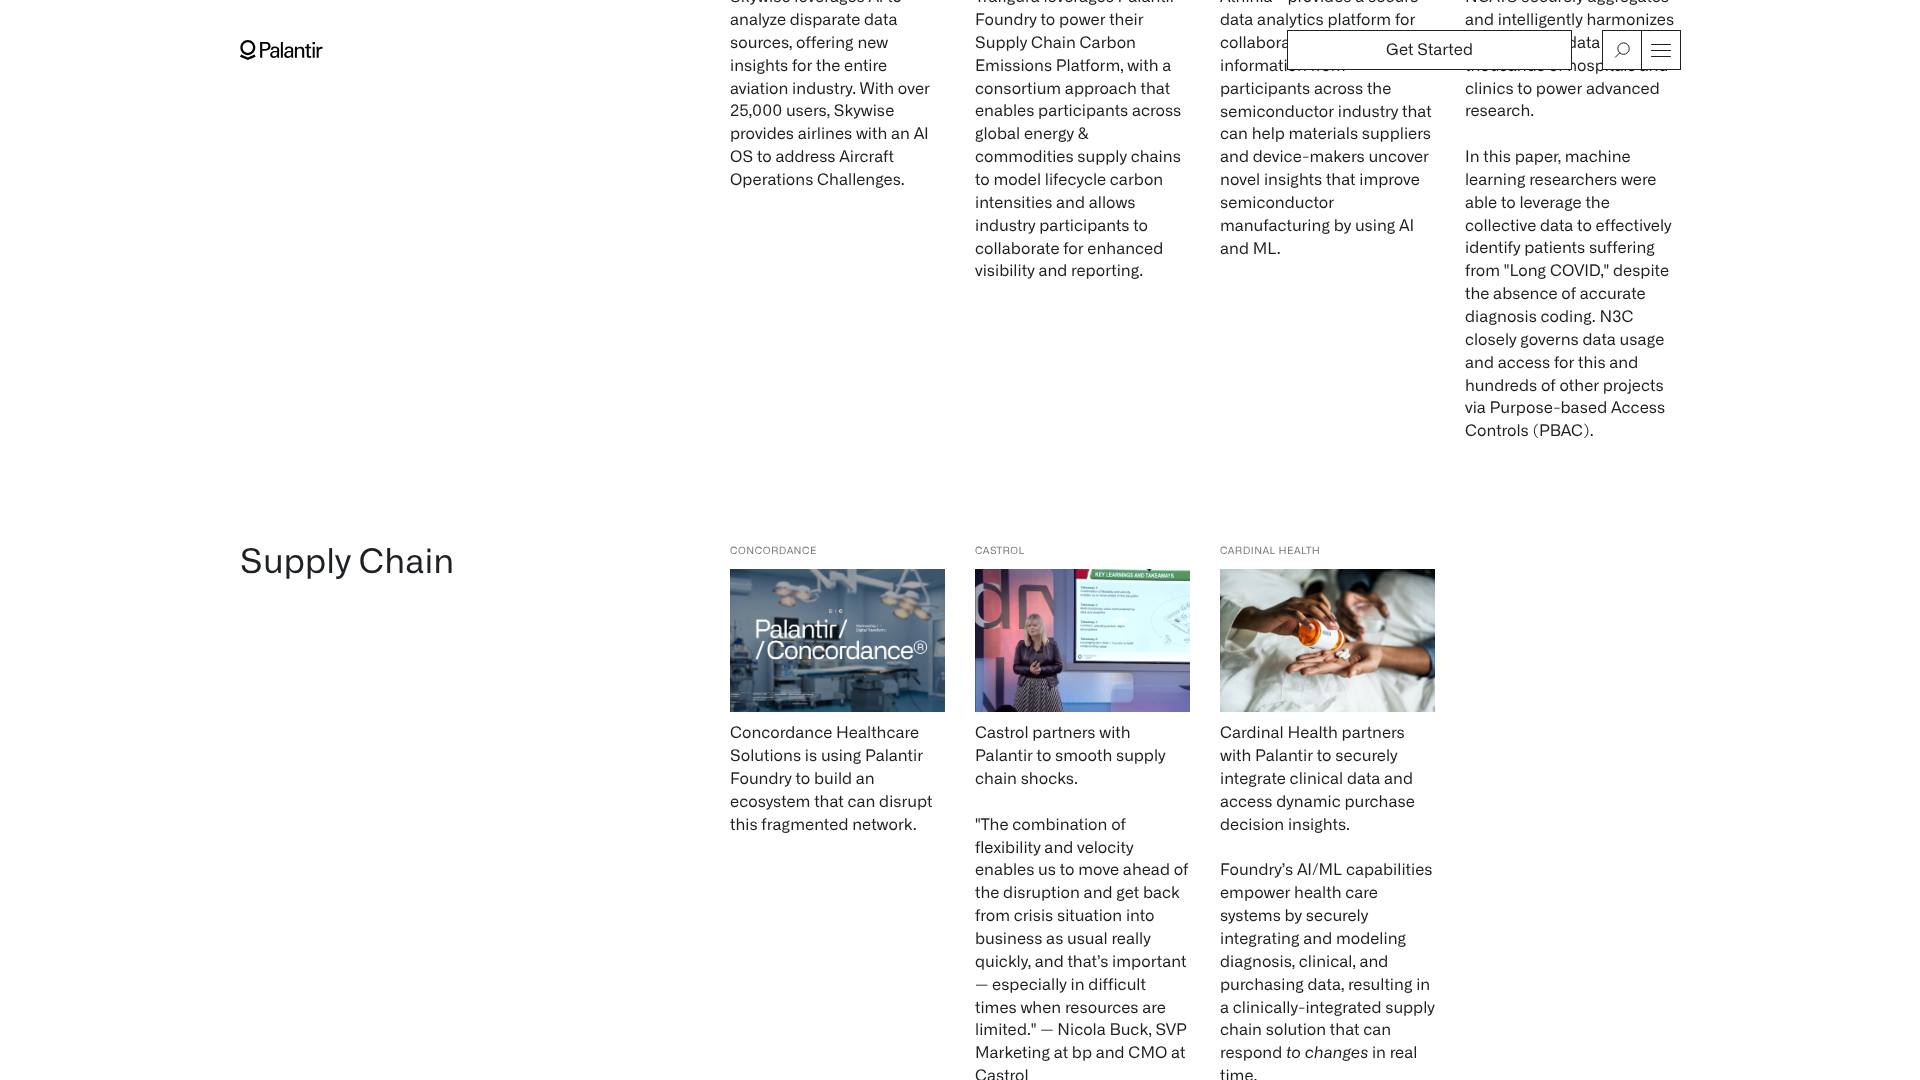 Palantir
Get Started
analyze disparate data
sources, offering new
insights for the entire
aviation industry. With over
25,000 users, Skywise
provides airlines with an AI
OS to address Aircraft
Operations Challenges.
Foundry to power their
Supply Chain Carbon
Emissions Platform, with a
consortium approach that
enables participants across
global energy &
commodities supply chains
to model lifecycle carbon
intensities and allows
industry participants to
collaborate for enhanced
visibility and reporting.
data analytics platform for
participants across the
semiconductor industry that
can help materials suppliers
and device-makers uncover
novel insights that improve
semiconductor
manufacturing by using AI
and ML.
and intelligently harmonizes
data
clinics to power advanced
research.
In this paper, machine
learning researchers were
able to leverage the
collective data to effectively
identify patients suffering
from "Long COVID," despite
the absence of accurate
diagnosis coding. N3C
closely governs data usage
and access for this and
hundreds of other projects
via Purpose-based Access
Controls (PBAC).
Supply Chain
CONCORDANCE
Palantir/
/Concordance®
Concordance Healthcare
Solutions is using Palantir
Foundry to build an
ecosystem that can disrupt
this fragmented network.
CASTROL
KEY LEARNINGS AND TAKEAWAYS
Castrol partners with
Palantir to smooth supply
chain shocks.
"The combination of
flexibility and velocity
enables us to move ahead of
the disruption and get back
from crisis situation into
business as usual really
quickly, and that’s important
— especially in difficult
times when resources are
limited." — Nicola Buck, SVP
Marketing at bp and CMO at
Castrol
CARDINAL HEALTH
Cardinal Health partners
with Palantir to securely
integrate clinical data and
access dynamic purchase
decision insights.
Foundry’s AI/ML capabilities
empower health care
systems by securely
integrating and modeling
diagnosis, clinical, and
purchasing data, resulting in
a clinically-integrated supply
chain solution that can
respond to changes in real
time.